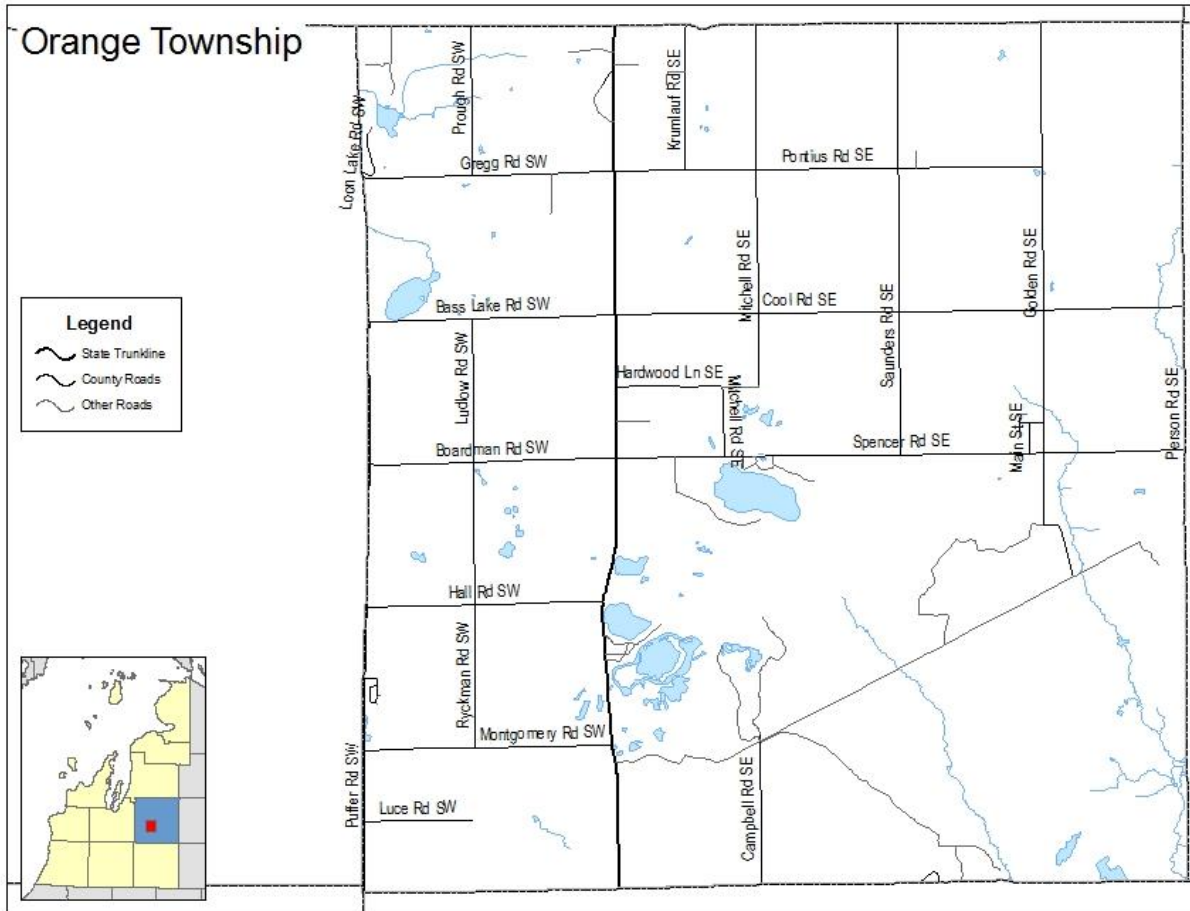 Orange Township
Prough Rd SW
Krumlauf Rd SE
Loon Lake Rd SW
Gregg Rd SW
Pontius Rd SE
Mitchell Rd SE
Golden Rd SE
Saunders Rd SE
Bass Lake Rd SW
Cool Rd SE
Legend
State Trunkline
County Roads
Other Roads
Ludlow Rd SW
Hardwood Ln SE
Mitchell Rd SE
Pierson Rd SE
Boardman Rd SW
Spencer Rd SE
Main St SE
Hall Rd SW
Ryckman Rd SW
Montgomery Rd SW
Puffer Rd SW
Luce Rd SW
Campbell Rd SE